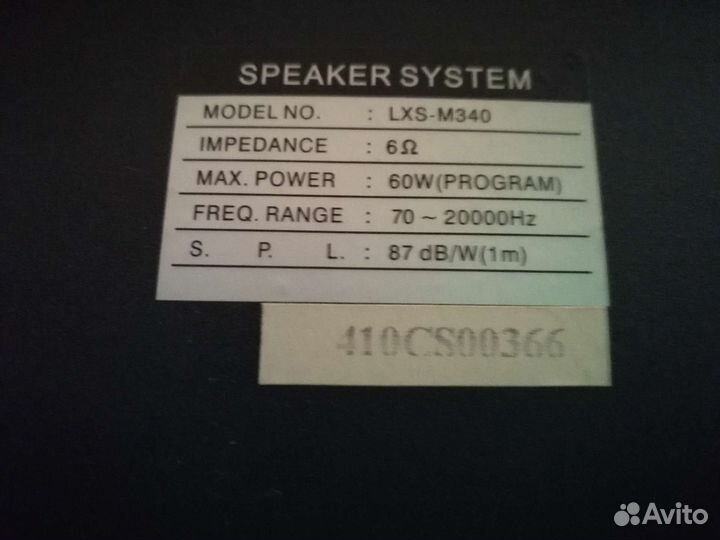 SPEAKER SYSTEM
MODEL NO. : LXS-M340
IMPEDANCE : 6Ω
MAX. POWER : 60W(PROGRAM)
FREQ. RANGE : 70 ~ 20000Hz
S. P. L. : 87 dB/W(1m)
410CS00366
Avito